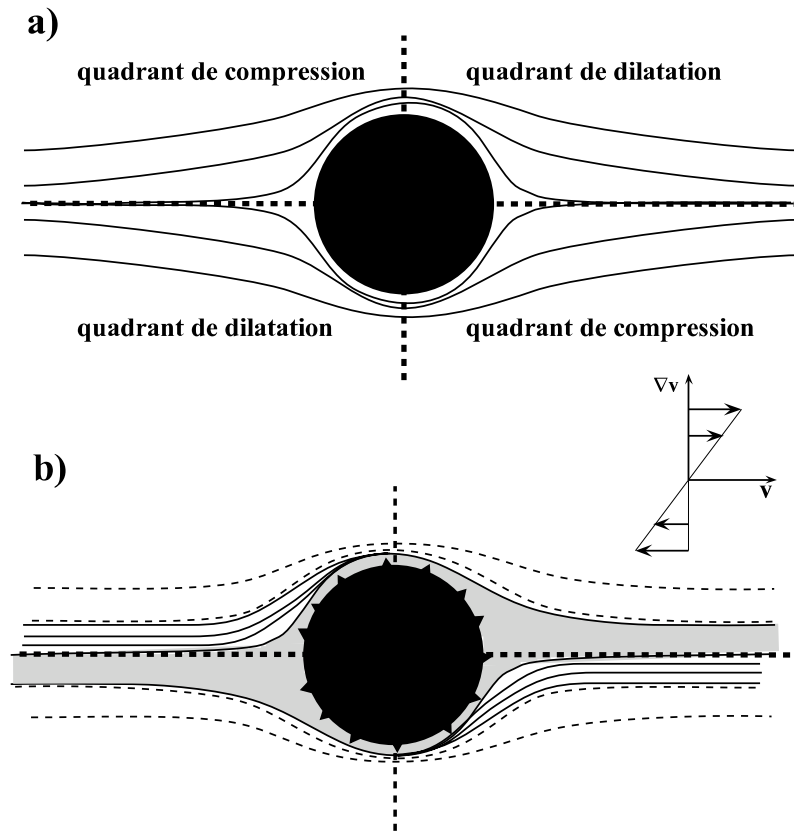 a)
quadrant de compression
quadrant de dilatation
quadrant de dilatation
quadrant de compression
∇v
v
b)